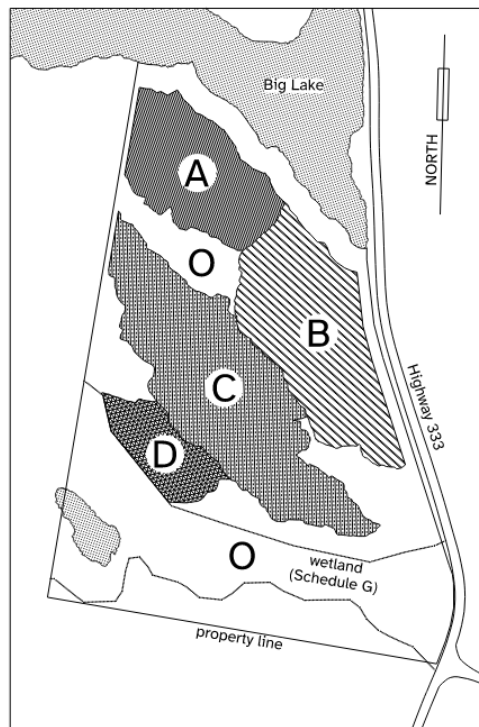 Big Lake
NORTH
A
O
B
Highway 333
C
D
O
wetland
(Schedule G)
property line